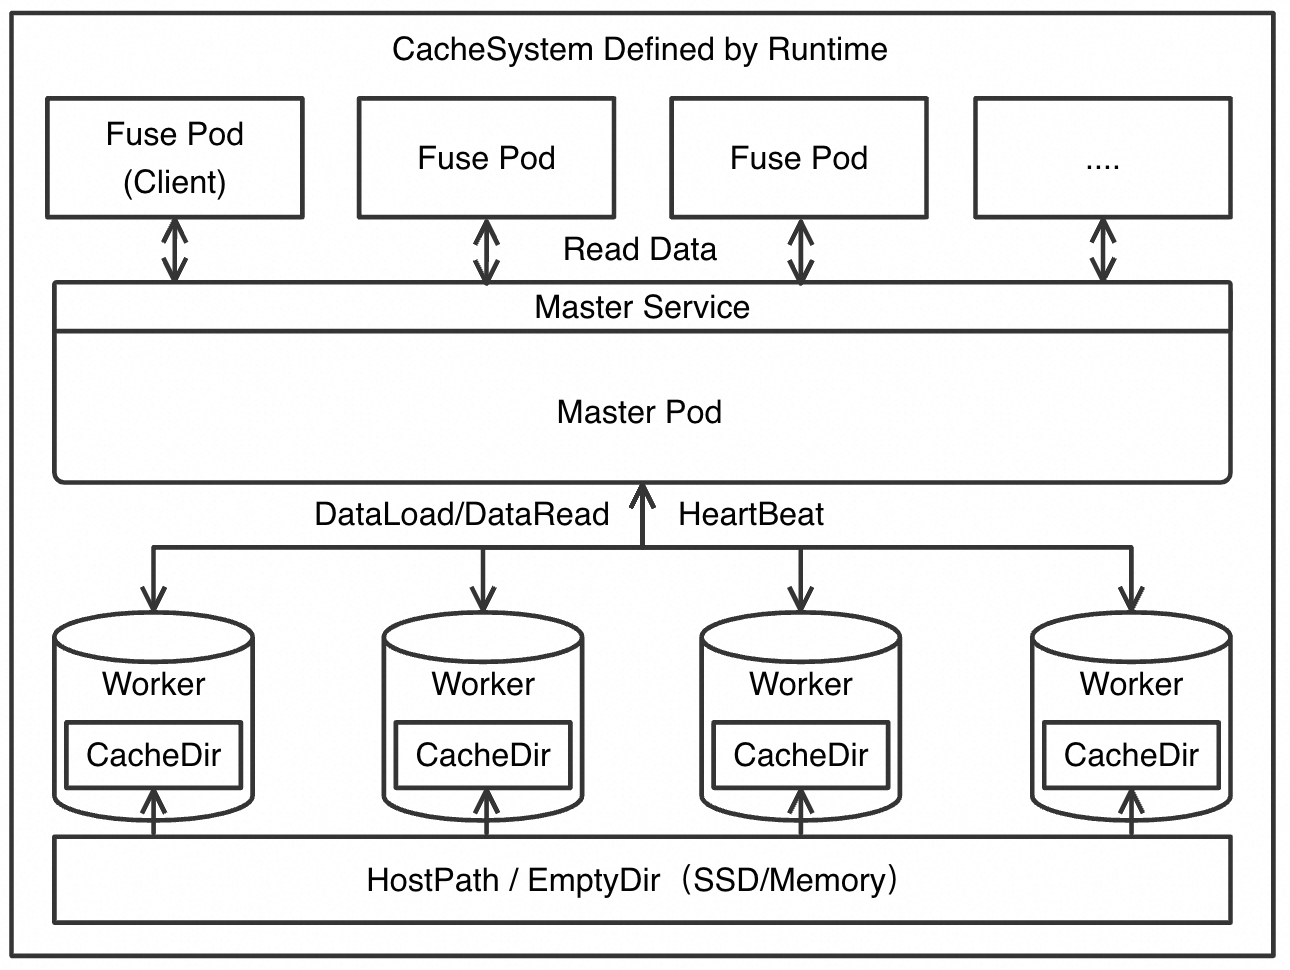 CacheSystem Defined by Runtime
Fuse Pod
(Client)
Fuse Pod
Fuse Pod
....
Read Data
Master Service
Master Pod
DataLoad/DataRead
HeartBeat
Worker
Worker
Worker
Worker
CacheDir
CacheDir
CacheDir
CacheDir
HostPath / EmptyDir（SSD/Memory）